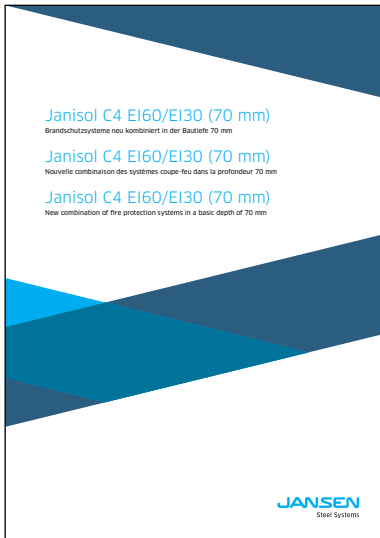 Janisol C4 EI60/EI30 (70 mm)
Brandschutzsysteme neu kombiniert in der Bautiefe 70 mm
Janisol C4 EI60/EI30 (70 mm)
Nouvelle combinaison des systèmes coupe-feu dans la profondeur 70 mm
Janisol C4 EI60/EI30 (70 mm)
New combination of fire protection systems in a basic depth of 70 mm
JANSEN
Steel Systems